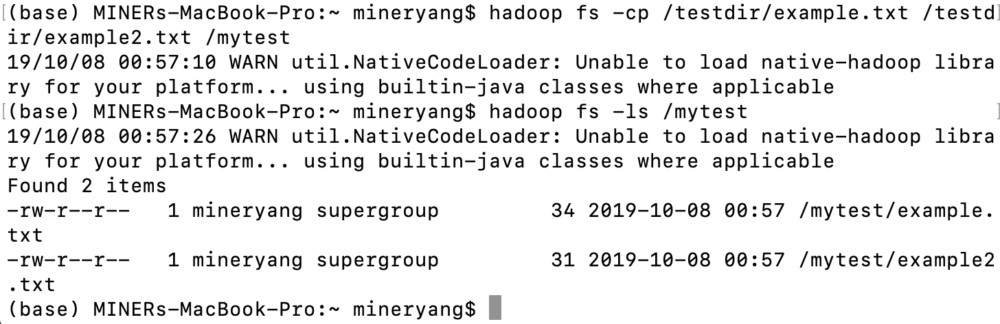 (base) MINERs-MacBook-Pro:~ mineryang$ hadoop fs -cp /testdir/example.txt /testd
ir/example2.txt /mytest
19/10/08 00:57:10 WARN util.NativeCodeLoader: Unable to load native-hadoop libra
ry for your platform... using builtin-java classes where applicable
(base) MINERs-MacBook-Pro:~ mineryang$ hadoop fs -ls /mytest
19/10/08 00:57:26 WARN util.NativeCodeLoader: Unable to load native-hadoop libra
ry for your platform... using builtin-java classes where applicable
Found 2 items
-rw-r--r--   1 mineryang supergroup         34 2019-10-08 00:57 /mytest/example.
txt
-rw-r--r--   1 mineryang supergroup         31 2019-10-08 00:57 /mytest/example2
.txt
(base) MINERs-MacBook-Pro:~ mineryang$